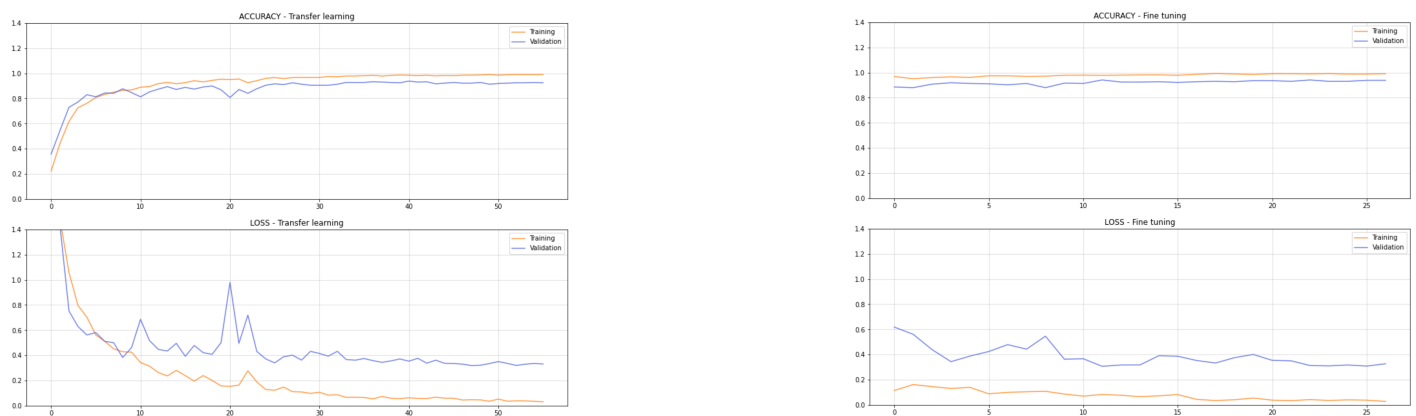 ACCURACY - Transfer learning
1.4
1.2
1.0
0.8
0.6
0.4
0.2
0.0
0 10 20 30 40 50
Training
Validation
LOSS - Transfer learning
1.4
1.2
1.0
0.8
0.6
0.4
0.2
0.0
0 10 20 30 40 50
Training
Validation
ACCURACY - Fine tuning
1.4
1.2
1.0
0.8
0.6
0.4
0.2
0.0
0 5 10 15 20 25
Training
Validation
LOSS - Fine tuning
1.4
1.2
1.0
0.8
0.6
0.4
0.2
0.0
0 5 10 15 20 25
Training
Validation